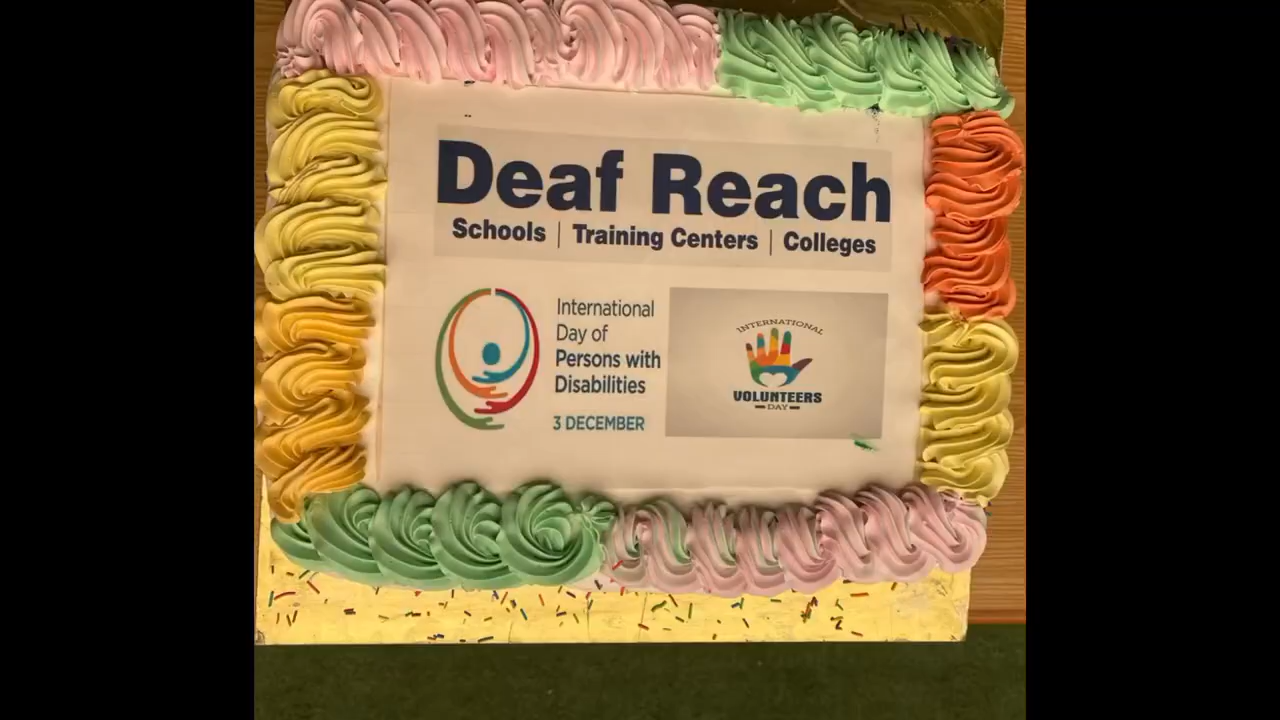 Deaf Reach
Schools | Training Centers | Colleges
International
Day of
Persons with
Disabilities
3 DECEMBER
INTERNATIONAL
VOLUNTEERS
DAY